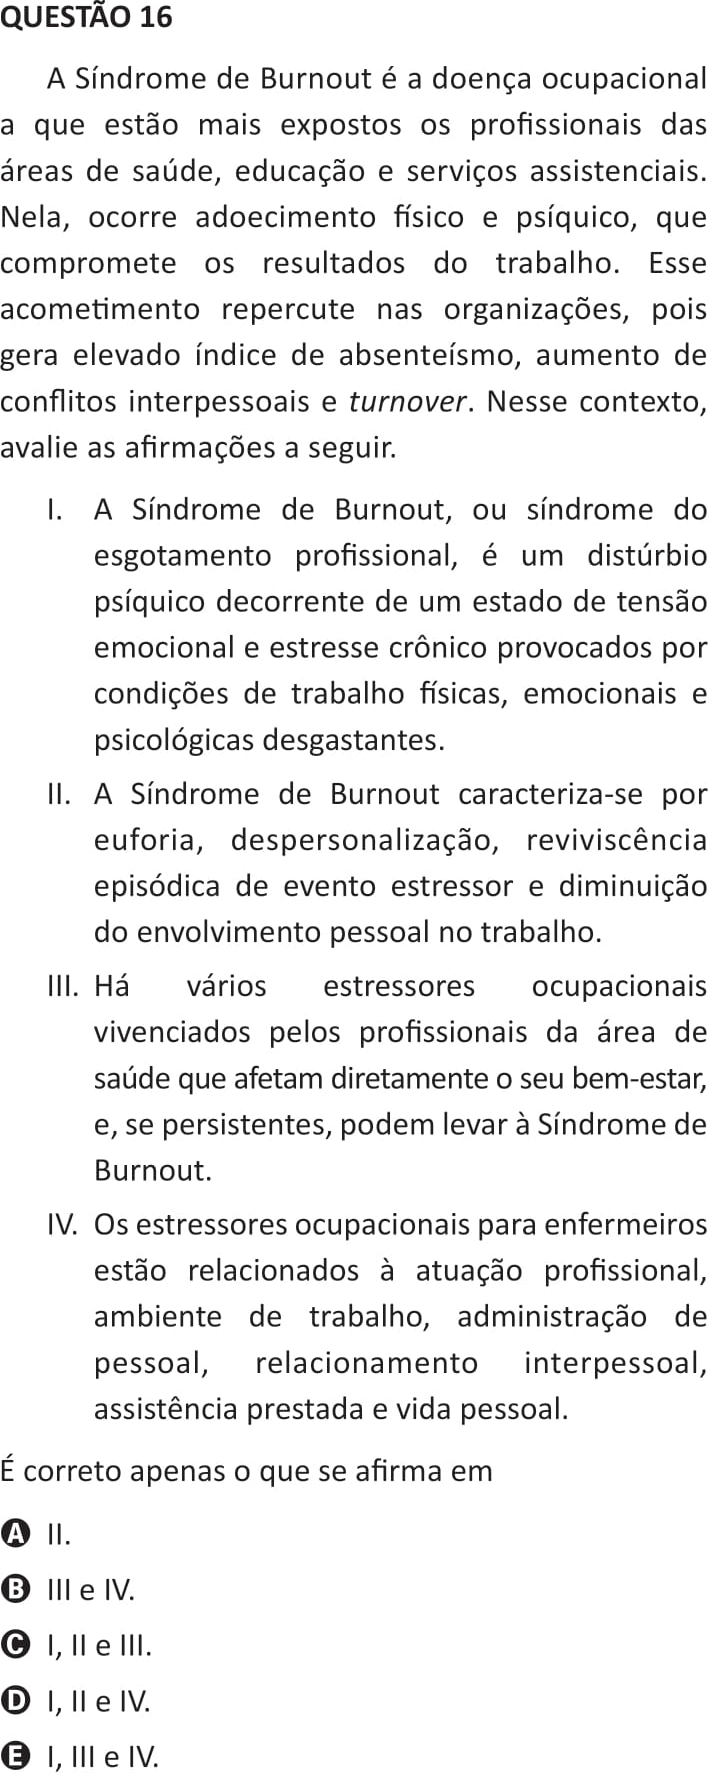 QUESTÃO 16
A Síndrome de Burnout é a doença ocupacional
a que estão mais expostos os profissionais das
áreas de saúde, educação e serviços assistenciais.
Nela, ocorre adoecimento físico e psíquico, que
compromete os resultados do trabalho. Esse
acometimento repercute nas organizações, pois
gera elevado índice de absenteísmo, aumento de
conflitos interpessoais e turnover. Nesse contexto,
avalie as afirmações a seguir.
I. A Síndrome de Burnout, ou síndrome do
esgotamento profissional, é um distúrbio
psíquico decorrente de um estado de tensão
emocional e estresse crônico provocados por
condições de trabalho físicas, emocionais e
psicológicas desgastantes.
II. A Síndrome de Burnout caracteriza-se por
euforia, despersonalização, reviviscência
episódica de evento estressor e diminuição
do envolvimento pessoal no trabalho.
III. Há vários estressores ocupacionais
vivenciados pelos profissionais da área de
saúde que afetam diretamente o seu bem-estar,
e, se persistentes, podem levar à Síndrome de
Burnout.
IV. Os estressores ocupacionais para enfermeiros
estão relacionados à atuação profissional,
ambiente de trabalho, administração de
pessoal, relacionamento interpessoal,
assistência prestada e vida pessoal.
É correto apenas o que se afirma em
A II.
B III e IV.
C I, II e III.
D I, II e IV.
E I, III e IV.